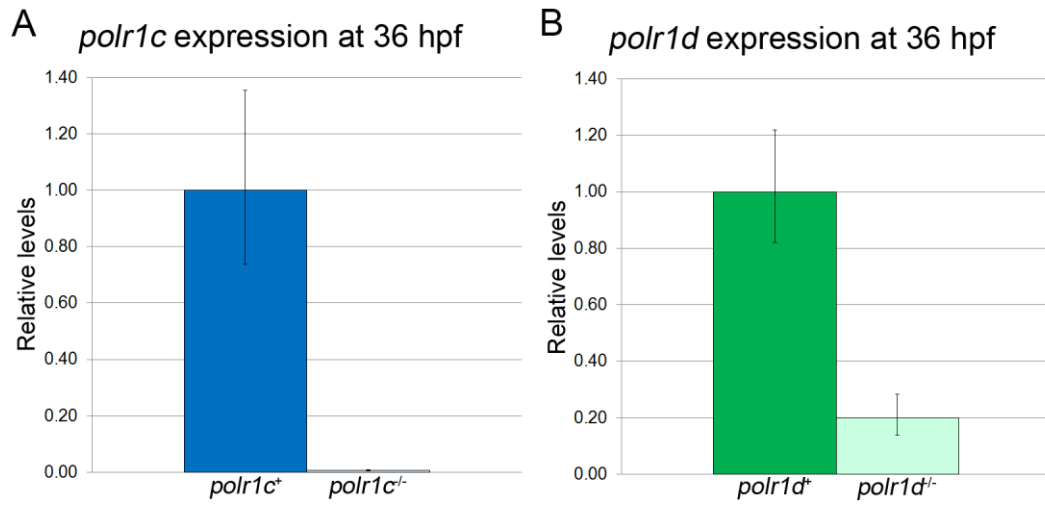 A
polr1c expression at 36 hpf
Relative levels
1.40
1.20
1.00
0.80
0.60
0.40
0.20
0.00
polr1c⁺ polr1c⁻/⁻
B
polr1d expression at 36 hpf
Relative levels
1.40
1.20
1.00
0.80
0.60
0.40
0.20
0.00
polr1d⁺ polr1d⁻/⁻